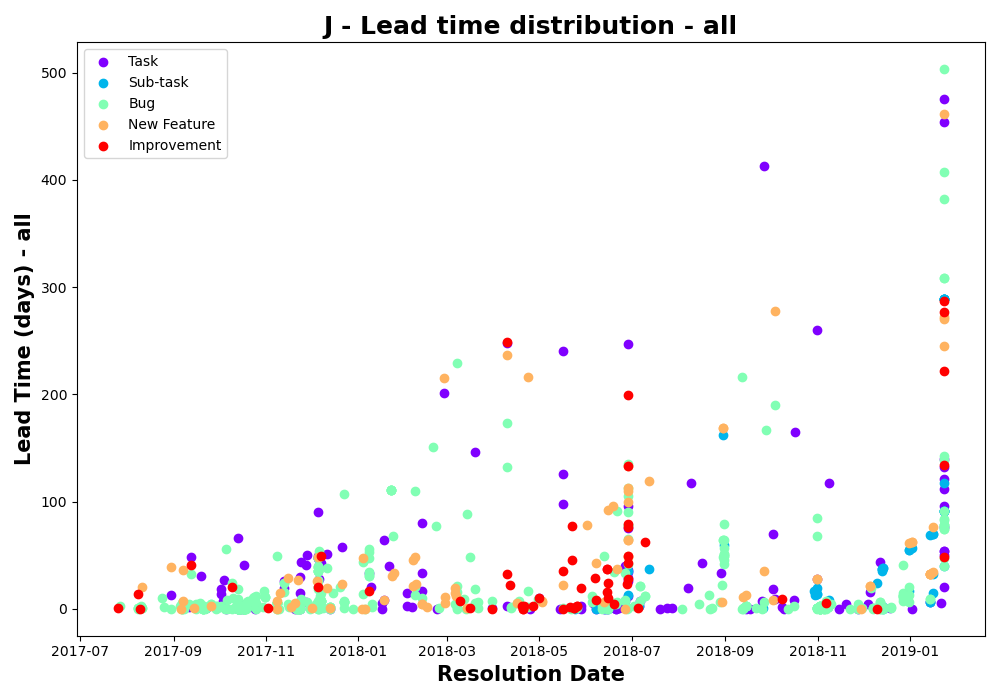 J - Lead time distribution - all
Task
Sub-task
Bug
New Feature
Improvement
500
400
300
200
100
0
Lead Time (days) - all
2017-07 2017-09 2017-11 2018-01 2018-03 2018-05 2018-07 2018-09 2018-11 2019-01
Resolution Date